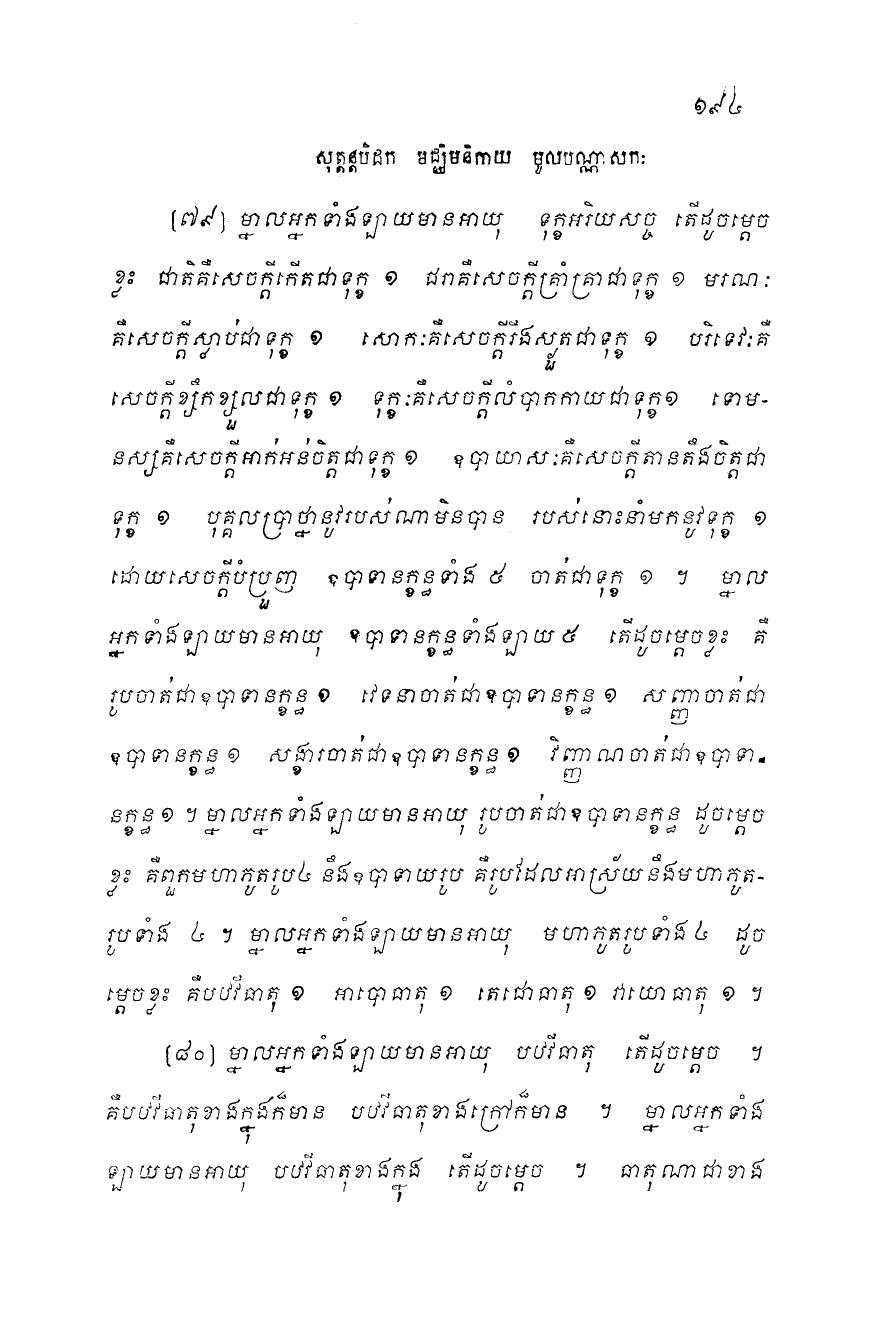 ១៩៤
សុត្តន្តបិដក មជ្ឈិមនិកាយ មូលបណ្ណាសកៈ
[៧៩] ម្នាលអ្នកទាំងឡាយមានអាយុ ទុក្ខអរិយសច្ច តើដូចម្តេច
ខ្លះ ជាតិគឺសេចក្តីកើតជាទុក្ខ ១ ជរាគឺសេចក្តីគ្រាំគ្រាជាទុក្ខ ១ មរណៈ
គឺសេចក្តីស្លាប់ជាទុក្ខ ១ សោកៈគឺសេចក្តីរីងស្ងួតជាទុក្ខ ១ បរិទេវៈគឺ
សេចក្តីខ្សឹកខ្សួលជាទុក្ខ ១ ទុក្ខៈគឺសេចក្តីលំបាកកាយជាទុក្ខ១ ទោម-
នស្សគឺសេចក្តីអាក់អន់ចិត្តជាទុក្ខ ១ ឧបាយាសៈគឺសេចក្តីតានតឹងចិត្តជា
ទុក្ខ ១ បុគ្គលប្រាថ្នានូវរបស់ណាមិនបាន របស់នោះនាំមកនូវទុក្ខ ១
ដោយសេចក្តីបំប្រួញ ឧបាទានក្ខន្ធទាំង ៥ ចាត់ជាទុក្ខ ១ ។ ម្នាល
អ្នកទាំងឡាយមានអាយុ ឧបាទានក្ខន្ធទាំងឡាយ៥ តើដូចម្តេចខ្លះ គឺ
រូបចាត់ជាឧបាទានក្ខន្ធ ១ វេទនាចាត់ជាឧបាទានក្ខន្ធ ១ សញ្ញាចាត់ជា
ឧបាទានក្ខន្ធ ១ សង្ខារចាត់ជាឧបាទានក្ខន្ធ ១ វិញ្ញាណចាត់ជាឧបាទា-
នក្ខន្ធ ១ ។ ម្នាលអ្នកទាំងឡាយមានអាយុ រូបចាត់ជាឧបាទានក្ខន្ធ ដូចម្តេច
ខ្លះ គឺពួកមហាភូតរូប៤ នឹងឧបាទាយរូប គឺរូបដែលអាស្រ័យនឹងមហាភូត-
រូបទាំង ៤ ។ ម្នាលអ្នកទាំងឡាយមានអាយុ មហាភូតរូបទាំង៤ ដូច
ម្តេចខ្លះ គឺបឋវីធាតុ ១ អាបោធាតុ ១ តេជោធាតុ ១ វាយោធាតុ ១ ។
[៨០] ម្នាលអ្នកទាំងឡាយមានអាយុ បឋវីធាតុ តើដូចម្តេច ។
គឺបឋវីធាតុខាងក្នុងក៏មាន បឋវីធាតុខាងក្រៅក៏មាន ។ ម្នាលអ្នកទាំង
ឡាយមានអាយុ បឋវីធាតុខាងក្នុង តើដូចម្តេច ។ ធាតុណាជាខាង